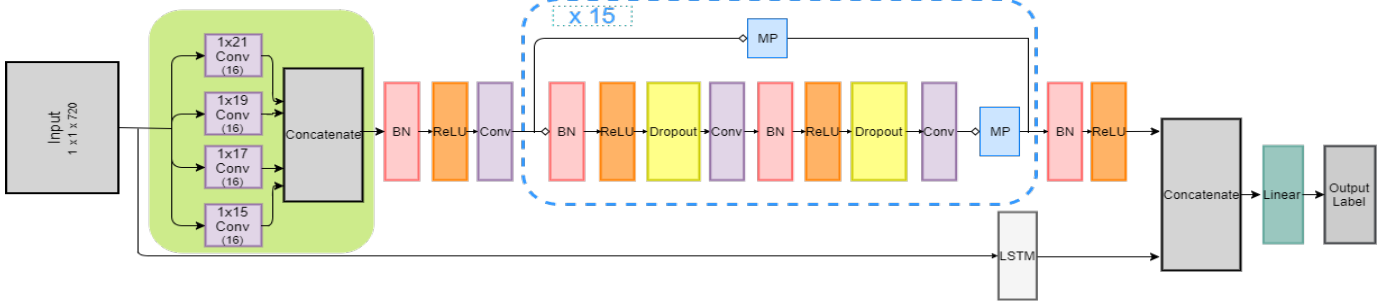 x 15
Input
1 x 1 x 720
1x21
Conv
(16)
1x19
Conv
(16)
1x17
Conv
(16)
1x15
Conv
(16)
Concatenate
BN
ReLU
Conv
MP
BN
ReLU
Dropout
Conv
BN
ReLU
Dropout
Conv
MP
BN
ReLU
LSTM
Concatenate
Linear
Output
Label